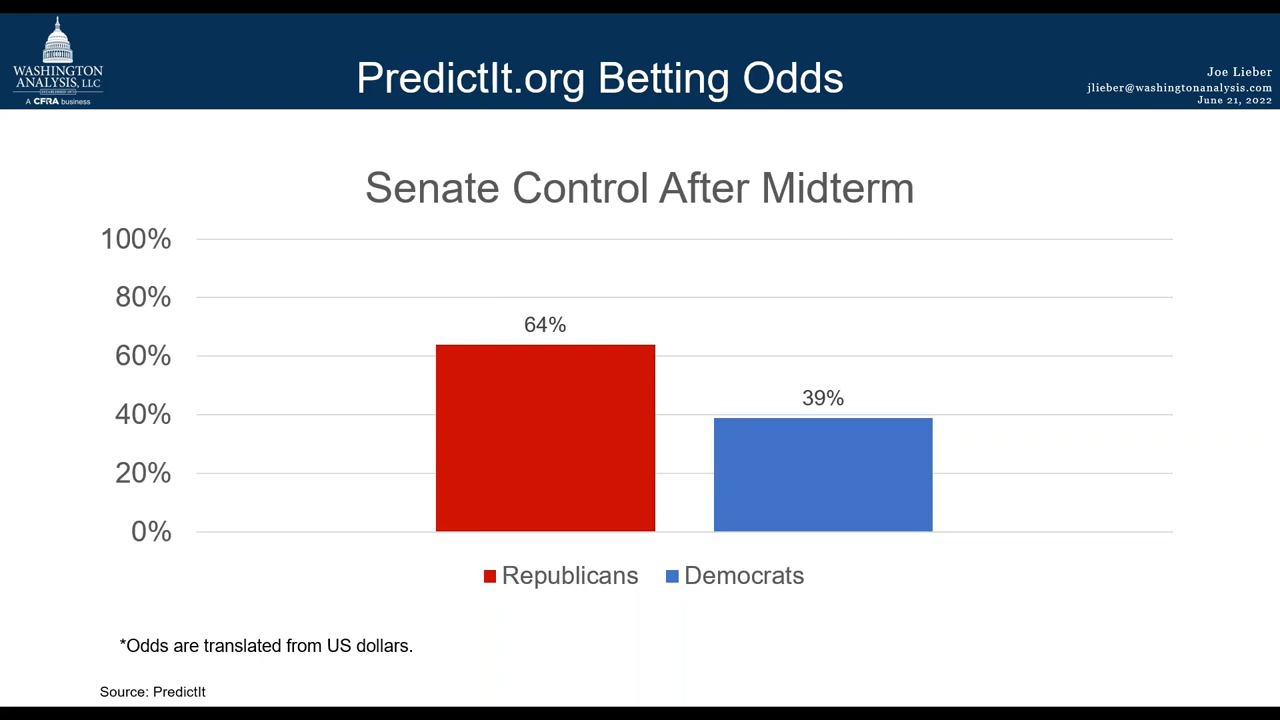 WASHINGTON
ANALYSIS, LLC
A CFRA business
PredictIt.org Betting Odds
Joe Lieber
jlieber@washingtonanalysis.com
June 21, 2022
Senate Control After Midterm
100%
80%
60%
40%
20%
0%
64%
39%
Republicans Democrats
*Odds are translated from US dollars.
Source: PredictIt